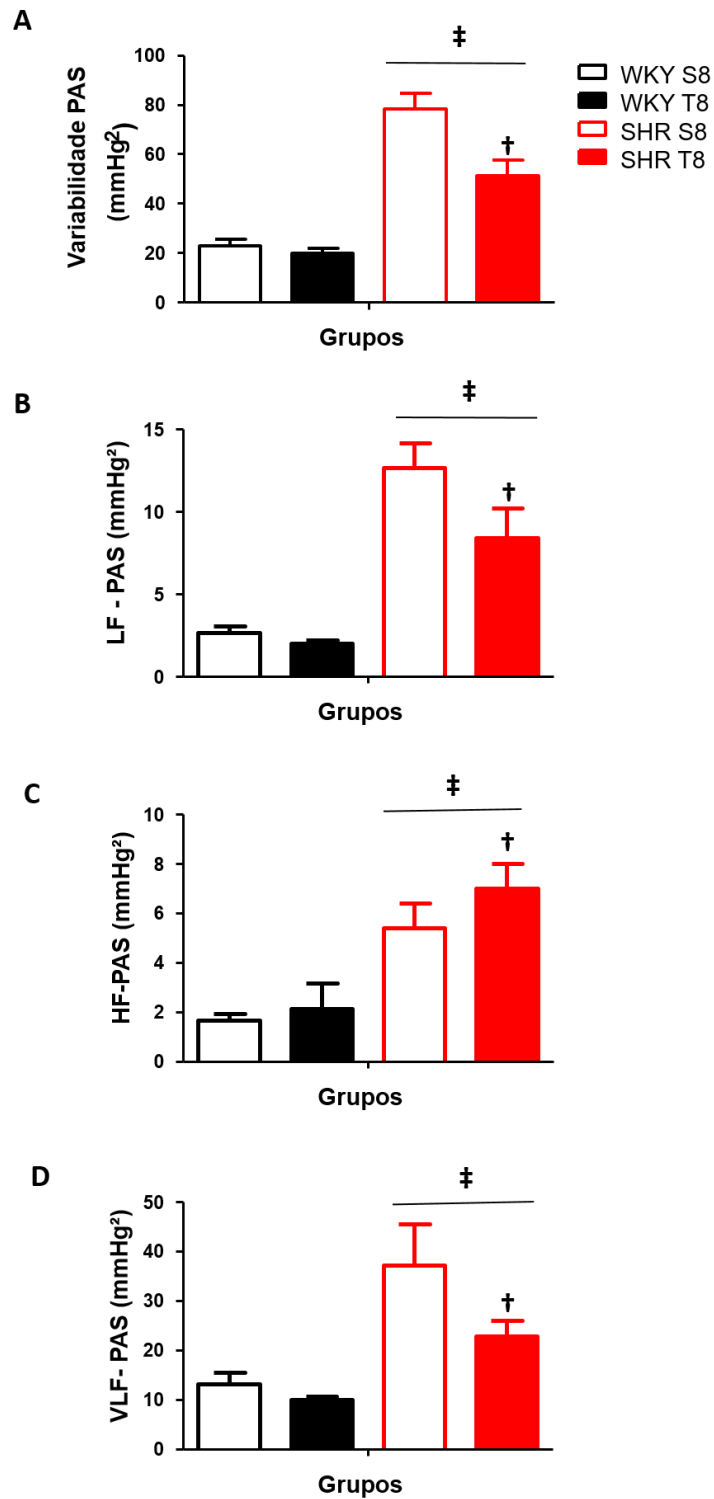 A
‡
100
80
60
40
20
0
Variabilidade PAS
(mmHg²)
†
Grupos
WKY S8
WKY T8
SHR S8
SHR T8
B
‡
15
10
5
0
LF - PAS (mmHg²)
†
Grupos
C
‡
10
8
6
4
2
0
HF-PAS (mmHg²)
†
Grupos
D
‡
50
40
30
20
10
0
VLF- PAS (mmHg²)
†
Grupos